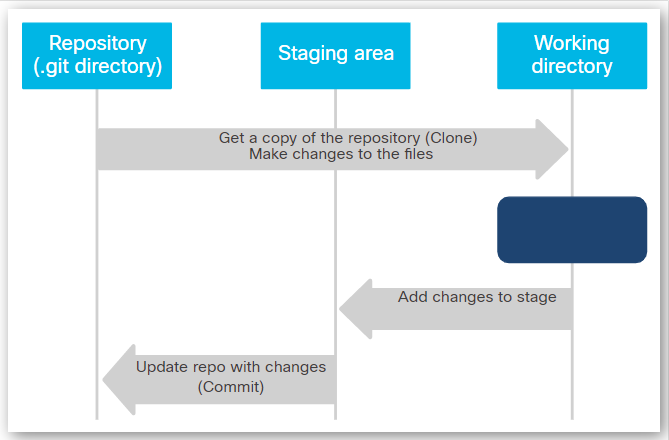 Repository
(.git directory)
Staging area
Working
directory
Get a copy of the repository (Clone)
Make changes to the files
Add changes to stage
Update repo with changes
(Commit)